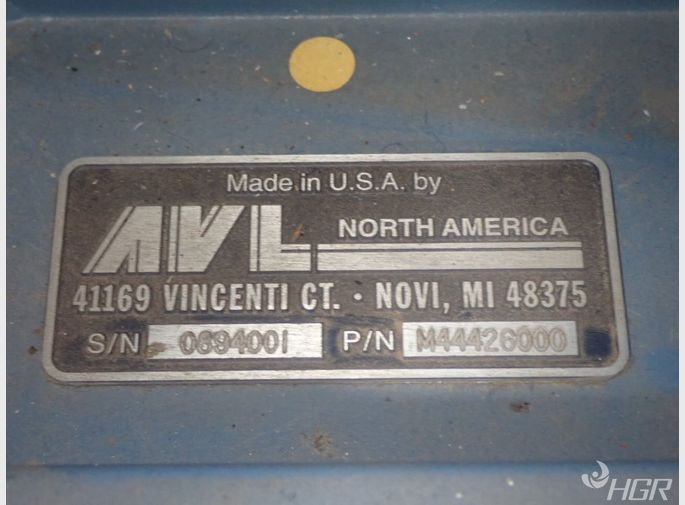 Made in U.S.A. by
AVL NORTH AMERICA
41169 VINCENTI CT. · NOVI, MI 48375
S/N 0894001 P/N M44426000
HGR